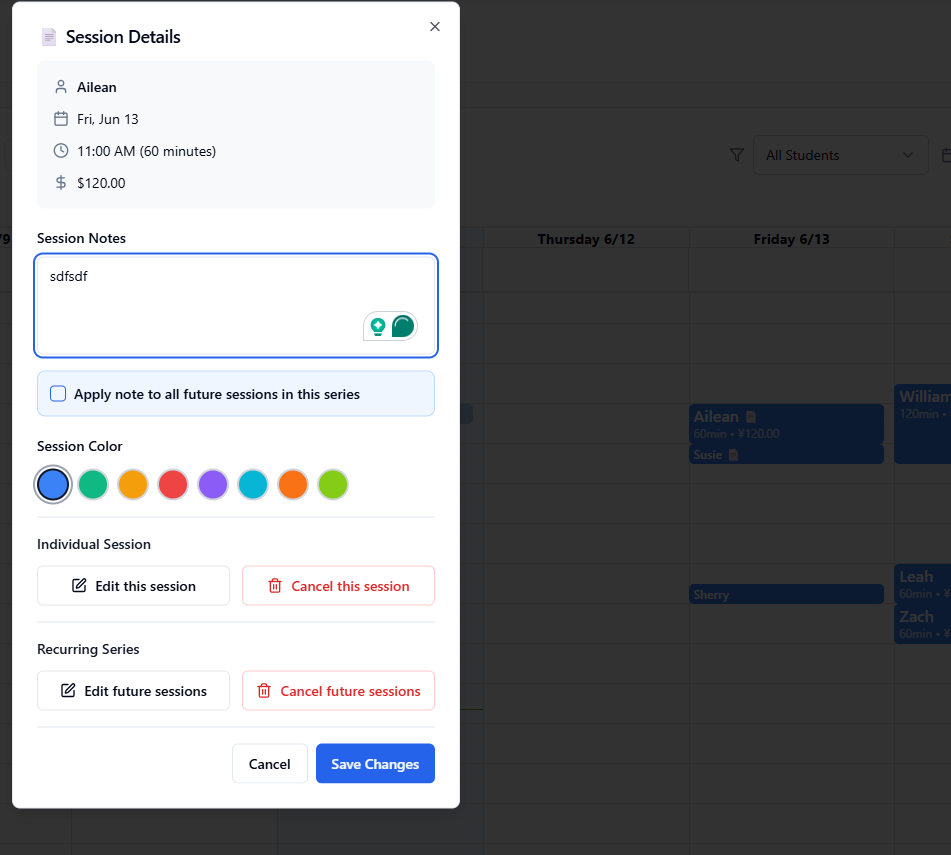 Session Details
Ailean
Fri, Jun 13
11:00 AM (60 minutes)
$120.00
Session Notes
sdfsdf
Apply note to all future sessions in this series
Session Color
Individual Session
Edit this session
Cancel this session
Recurring Series
Edit future sessions
Cancel future sessions
Cancel
Save Changes
All Students
/9
Thursday 6/12
Friday 6/13
Ailean
60min • ¥120.00
Susie
William
120min •
Sherry
Leah
60min • ¥
Zach
60min • ¥